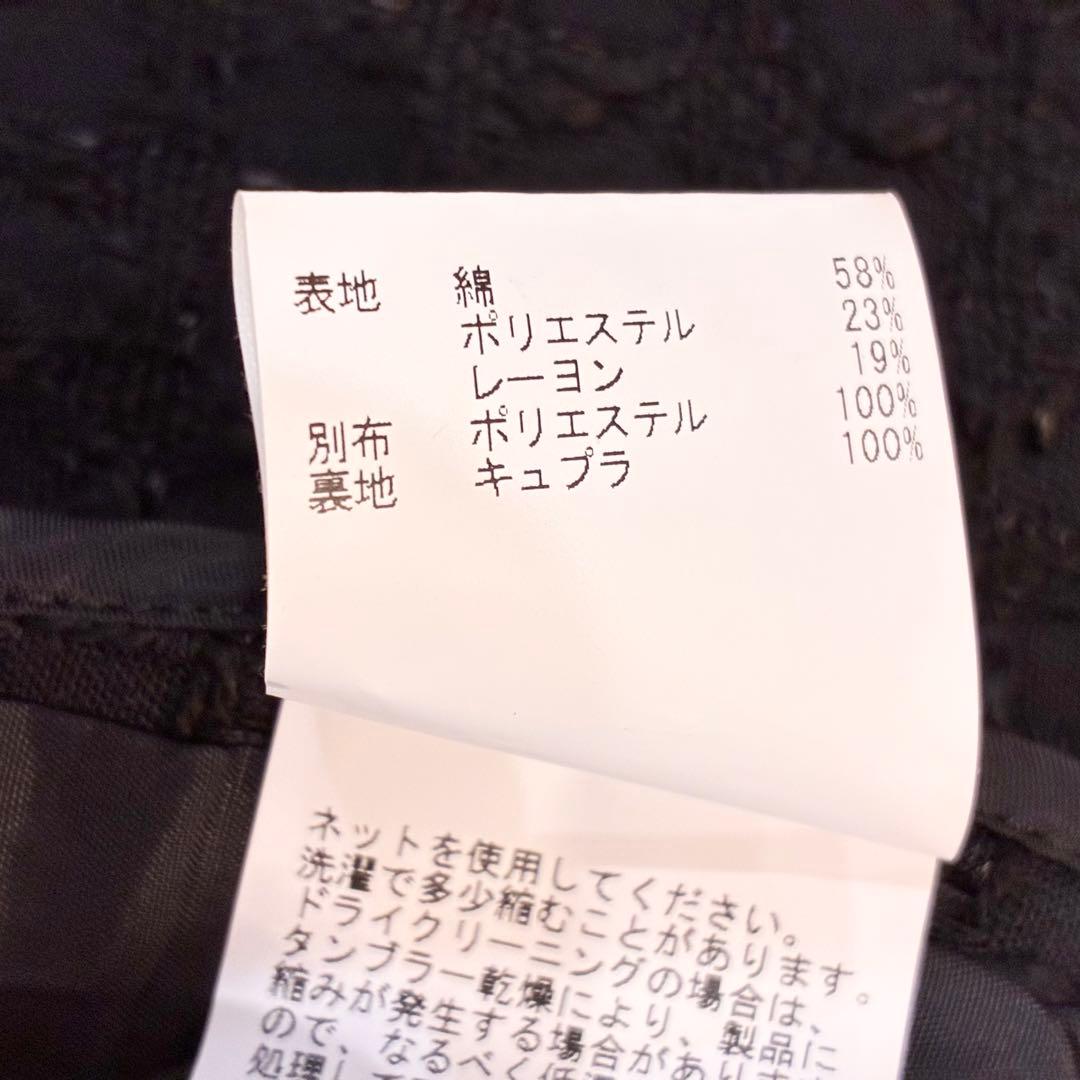 表地 綿 58%
ポリエステル 23%
レーヨン 19%
別布 ポリエステル 100%
裏地 キュプラ 100%
ネットを使用してください。
洗濯で多少縮むことがあります。
ドライクリーニングの場合は、
タンブラー乾燥により、製品に
縮みが発生する場合があり
ので、なるべく低
処理し